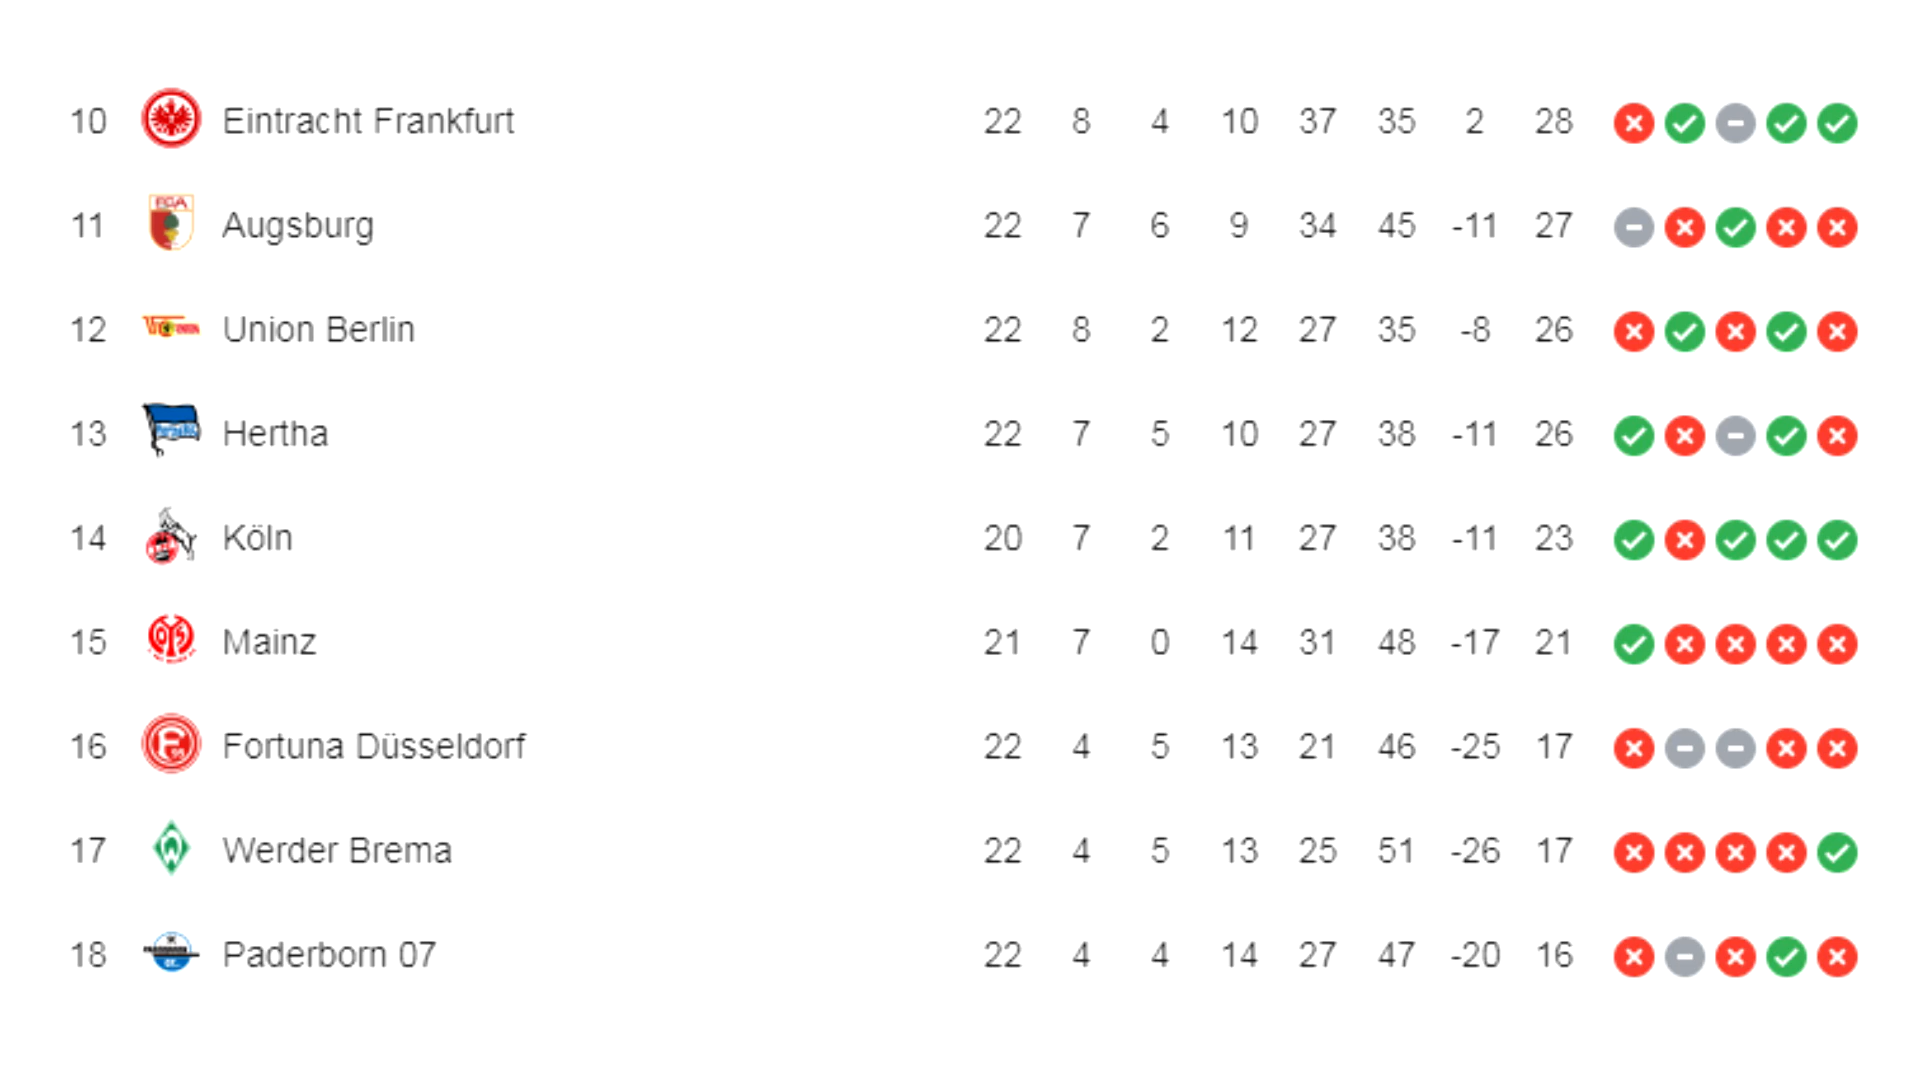 10 Eintracht Frankfurt 22 8 4 10 37 35 2 28
11 FCA Augsburg 22 7 6 9 34 45 -11 27
12 Union Berlin 22 8 2 12 27 35 -8 26
13 Hertha 22 7 5 10 27 38 -11 26
14 Köln 20 7 2 11 27 38 -11 23
15 Mainz 21 7 0 14 31 48 -17 21
16 Fortuna Düsseldorf 22 4 5 13 21 46 -25 17
17 Werder Brema 22 4 5 13 25 51 -26 17
18 Paderborn 07 22 4 4 14 27 47 -20 16